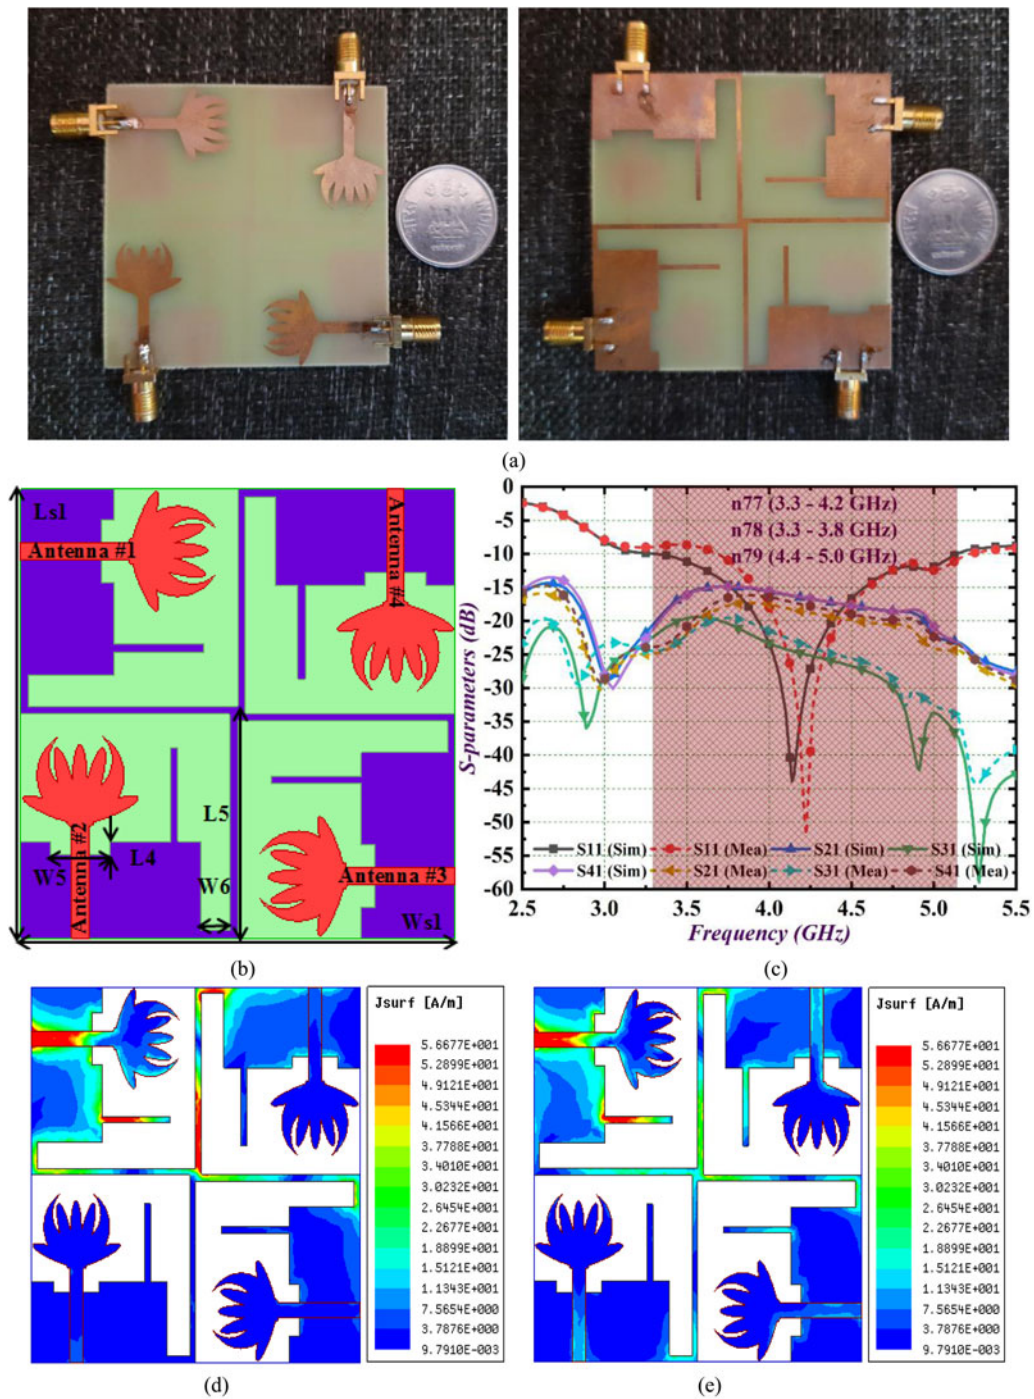 (a)
Ls1
Antenna #1
Antenna #4
Antenna #2
L5
L4
W5
W6
Antenna #3
Ws1
(b)
0
-5
-10
-15
-20
-25
-30
-35
-40
-45
-50
-55
-60
S-parameters (dB)
n77 (3.3 - 4.2 GHz)
n78 (3.3 - 3.8 GHz)
n79 (4.4 - 5.0 GHz)
S11 (Sim) S11 (Mea) S21 (Sim) S31 (Sim)
S41 (Sim) S21 (Mea) S31 (Mea) S41 (Mea)
2.5 3.0 3.5 4.0 4.5 5.0 5.5
Frequency (GHz)
(c)
Jsurf [A/m]
5.6677E+001
5.2899E+001
4.9121E+001
4.5344E+001
4.1566E+001
3.7788E+001
3.4010E+001
3.0232E+001
2.6454E+001
2.2677E+001
1.8899E+001
1.5121E+001
1.1343E+001
7.5654E+000
3.7876E+000
9.7910E-003
(d)
Jsurf [A/m]
5.6677E+001
5.2899E+001
4.9121E+001
4.5344E+001
4.1566E+001
3.7788E+001
3.4010E+001
3.0232E+001
2.6454E+001
2.2677E+001
1.8899E+001
1.5121E+001
1.1343E+001
7.5654E+000
3.7876E+000
9.7910E-003
(e)